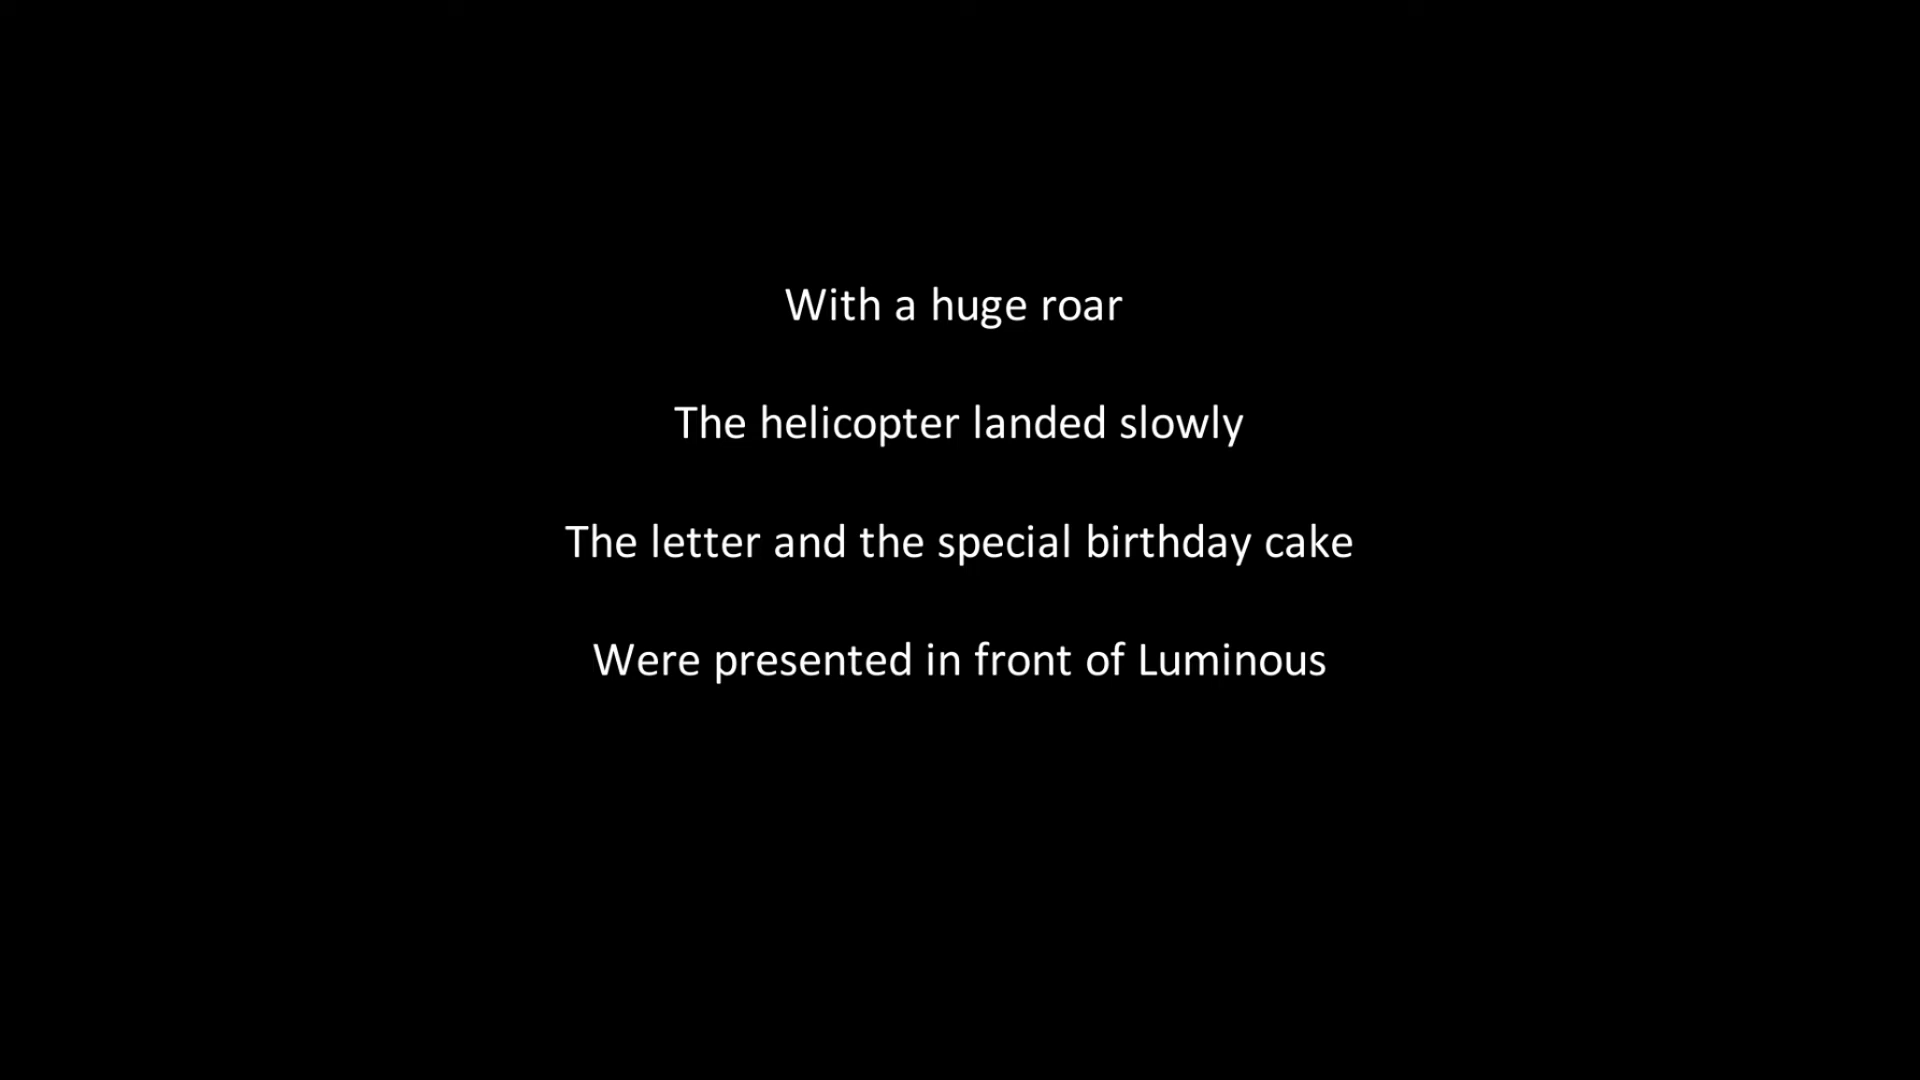 With a huge roar
The helicopter landed slowly
The letter and the special birthday cake
Were presented in front of Luminous